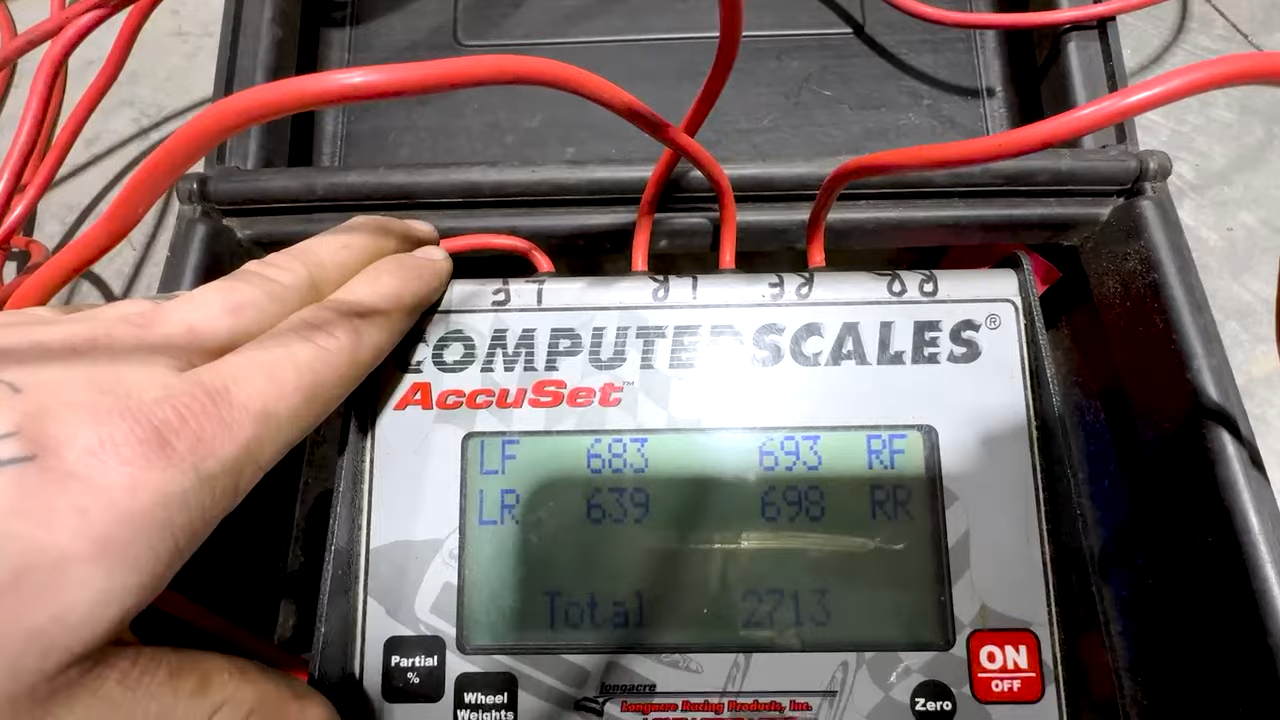 LF LR RF RR
COMPUTERSCALES®
AccuSet™
LF 683 693 RF
LR 639 698 RR
Total 2713
Partial %
Wheel Weights
Zero
ON OFF
longacre
Longacre Racing Products, Inc.